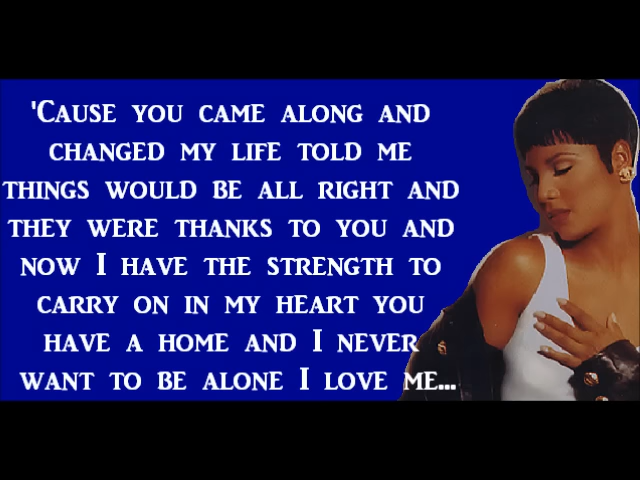 'Cause you came along and
changed my life told me
things would be all right and
they were thanks to you and
now I have the strength to
carry on in my heart you
have a home and I never
want to be alone I love me...